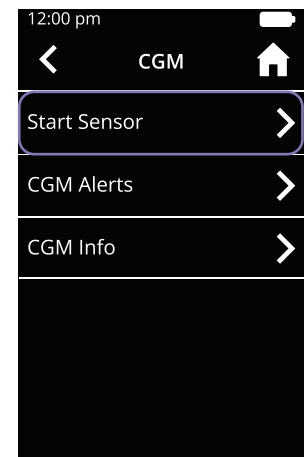 12:00 pm
CGM
Start Sensor
CGM Alerts
CGM Info